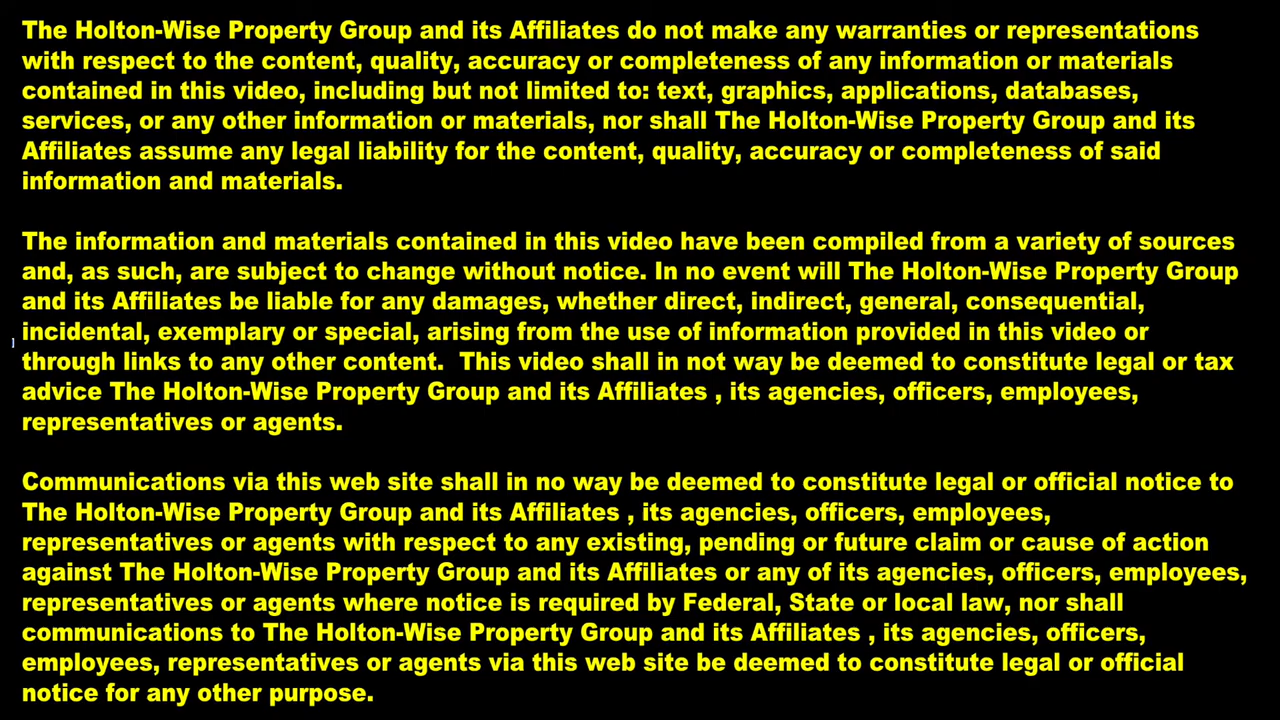 The Holton-Wise Property Group and its Affiliates do not make any warranties or representations
with respect to the content, quality, accuracy or completeness of any information or materials
contained in this video, including but not limited to: text, graphics, applications, databases,
services, or any other information or materials, nor shall The Holton-Wise Property Group and its
Affiliates assume any legal liability for the content, quality, accuracy or completeness of said
information and materials.
The information and materials contained in this video have been compiled from a variety of sources
and, as such, are subject to change without notice. In no event will The Holton-Wise Property Group
and its Affiliates be liable for any damages, whether direct, indirect, general, consequential,
incidental, exemplary or special, arising from the use of information provided in this video or
through links to any other content.  This video shall in not way be deemed to constitute legal or tax
advice The Holton-Wise Property Group and its Affiliates , its agencies, officers, employees,
representatives or agents.
Communications via this web site shall in no way be deemed to constitute legal or official notice to
The Holton-Wise Property Group and its Affiliates , its agencies, officers, employees,
representatives or agents with respect to any existing, pending or future claim or cause of action
against The Holton-Wise Property Group and its Affiliates or any of its agencies, officers, employees,
representatives or agents where notice is required by Federal, State or local law, nor shall
communications to The Holton-Wise Property Group and its Affiliates , its agencies, officers,
employees, representatives or agents via this web site be deemed to constitute legal or official
notice for any other purpose.